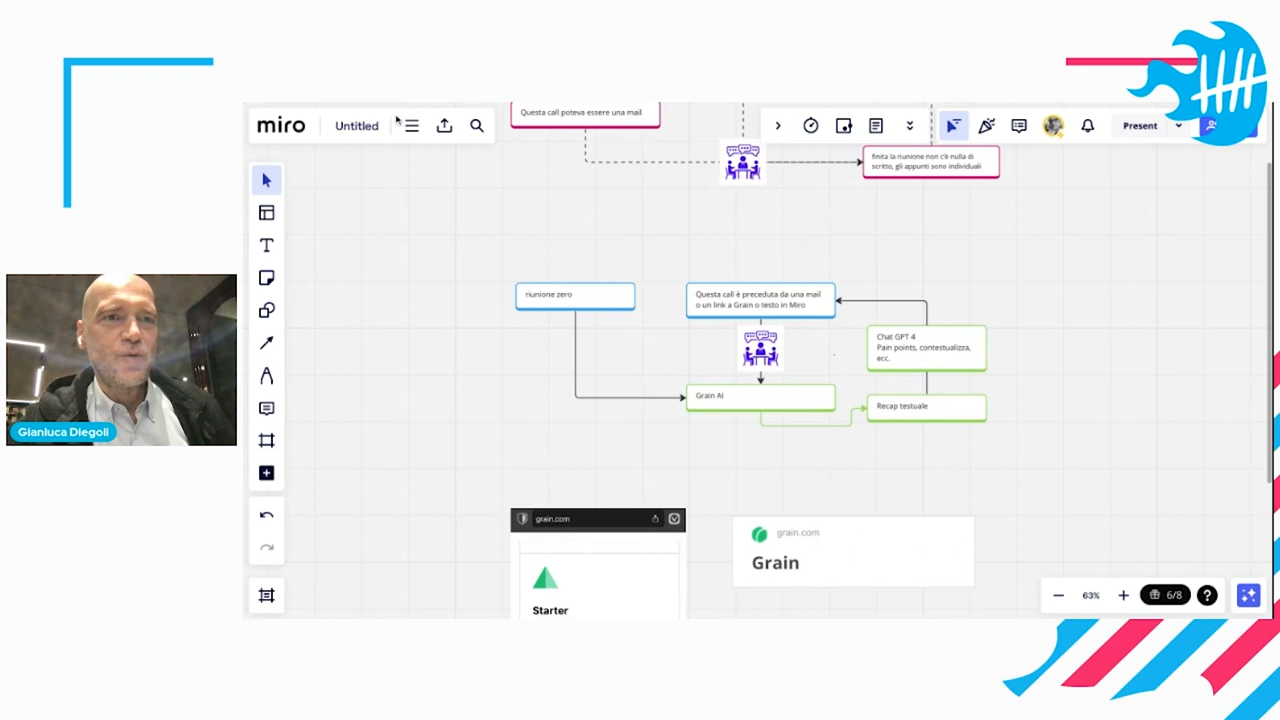 Questa call poteva essere una mail
miro
Untitled
Present
finita la riunione non c'è nulla di
scritto, gli appunti sono individuali
riunione zero
Questa call è preceduta da una mail
o un link a Grain o testo in Miro
Chat GPT 4
Pain points, contestualizza,
ecc.
Grain AI
Recap testuale
Gianluca Diegoli
grain.com
Starter
grain.com
Grain
63%
6/8